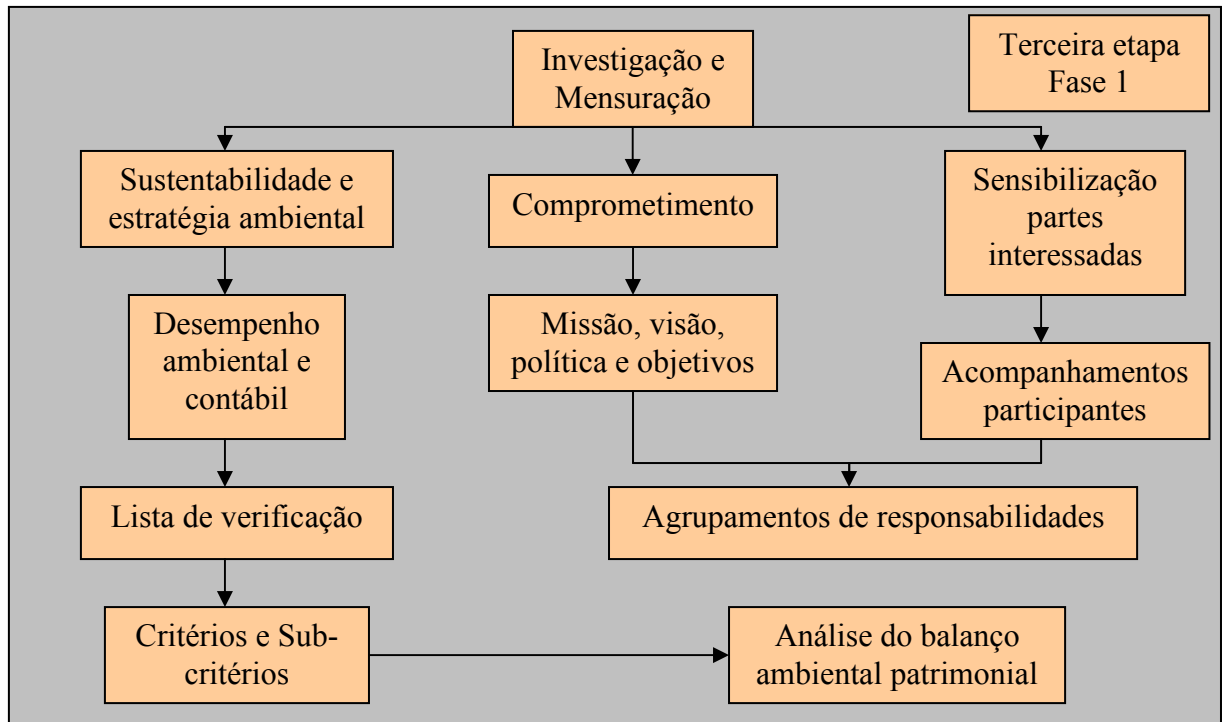 Investigação e
Mensuração
Terceira etapa
Fase 1
Sustentabilidade e
estratégia ambiental
Comprometimento
Sensibilização
partes
interessadas
Desempenho
ambiental e
contábil
Missão, visão,
política e objetivos
Acompanhamentos
participantes
Lista de verificação
Agrupamentos de responsabilidades
Critérios e Sub-
critérios
Análise do balanço
ambiental patrimonial